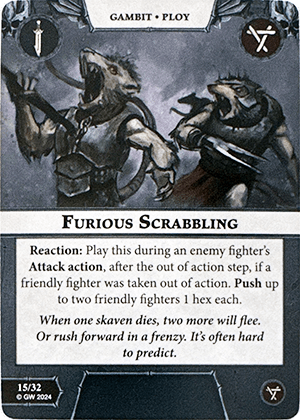 GAMBIT • PLOY
FURIOUS SCRABBLING
Reaction: Play this during an enemy fighter's
Attack action, after the out of action step, if a
friendly fighter was taken out of action. Push up
to two friendly fighters 1 hex each.
When one skaven dies, two more will flee.
Or rush forward in a frenzy. It's often hard
to predict.
15/32
© GW 2024